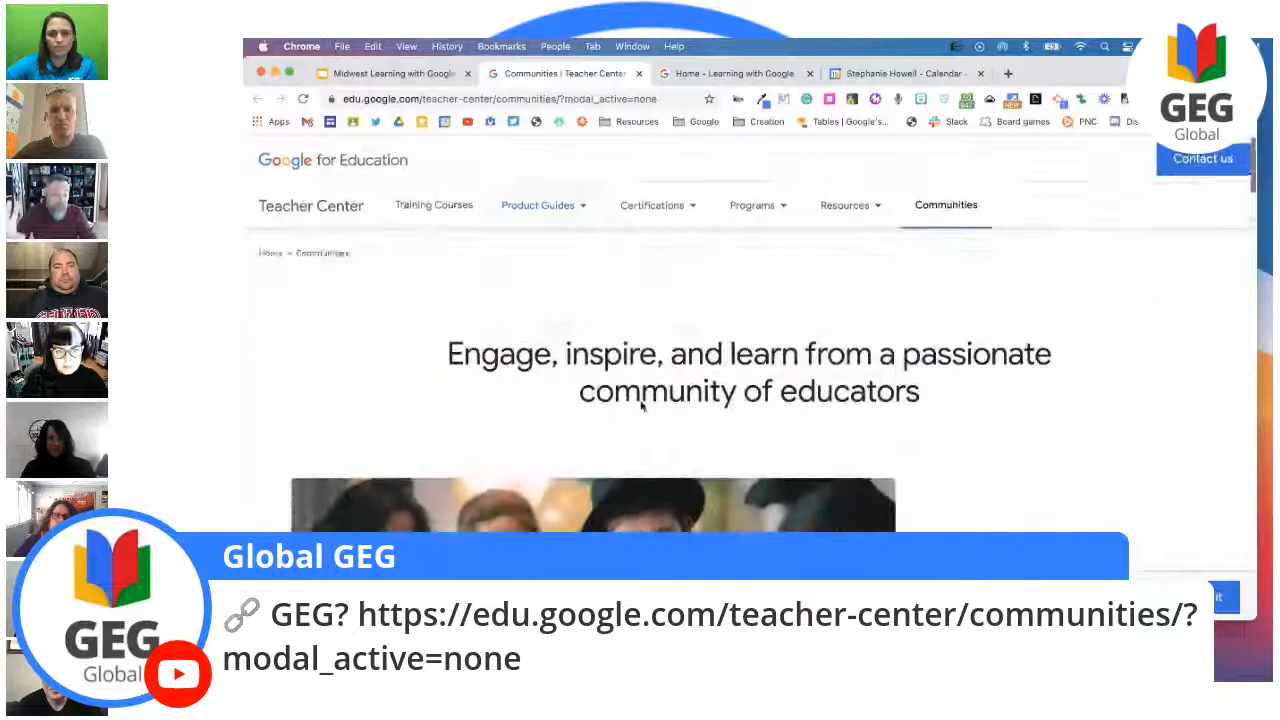 Chrome File Edit View History Bookmarks People Tab Window Help
Midwest Learning with Google
Communities | Teacher Center
Home - Learning with Google
Stephanie Howell - Calendar -
edu.google.com/teacher-center/communities/?modal_active=none
Apps
Resources
Google
Creation
Tables | Google's...
Slack
Board games
PNC
Dis
GEG
Global
Google for Education
Contact us
Teacher Center
Training Courses
Product Guides
Certifications
Programs
Resources
Communities
Home
Communities
Engage, inspire, and learn from a passionate
community of educators
Global GEG
GEG? https://edu.google.com/teacher-center/communities/?
modal_active=none
it
GEG
Global